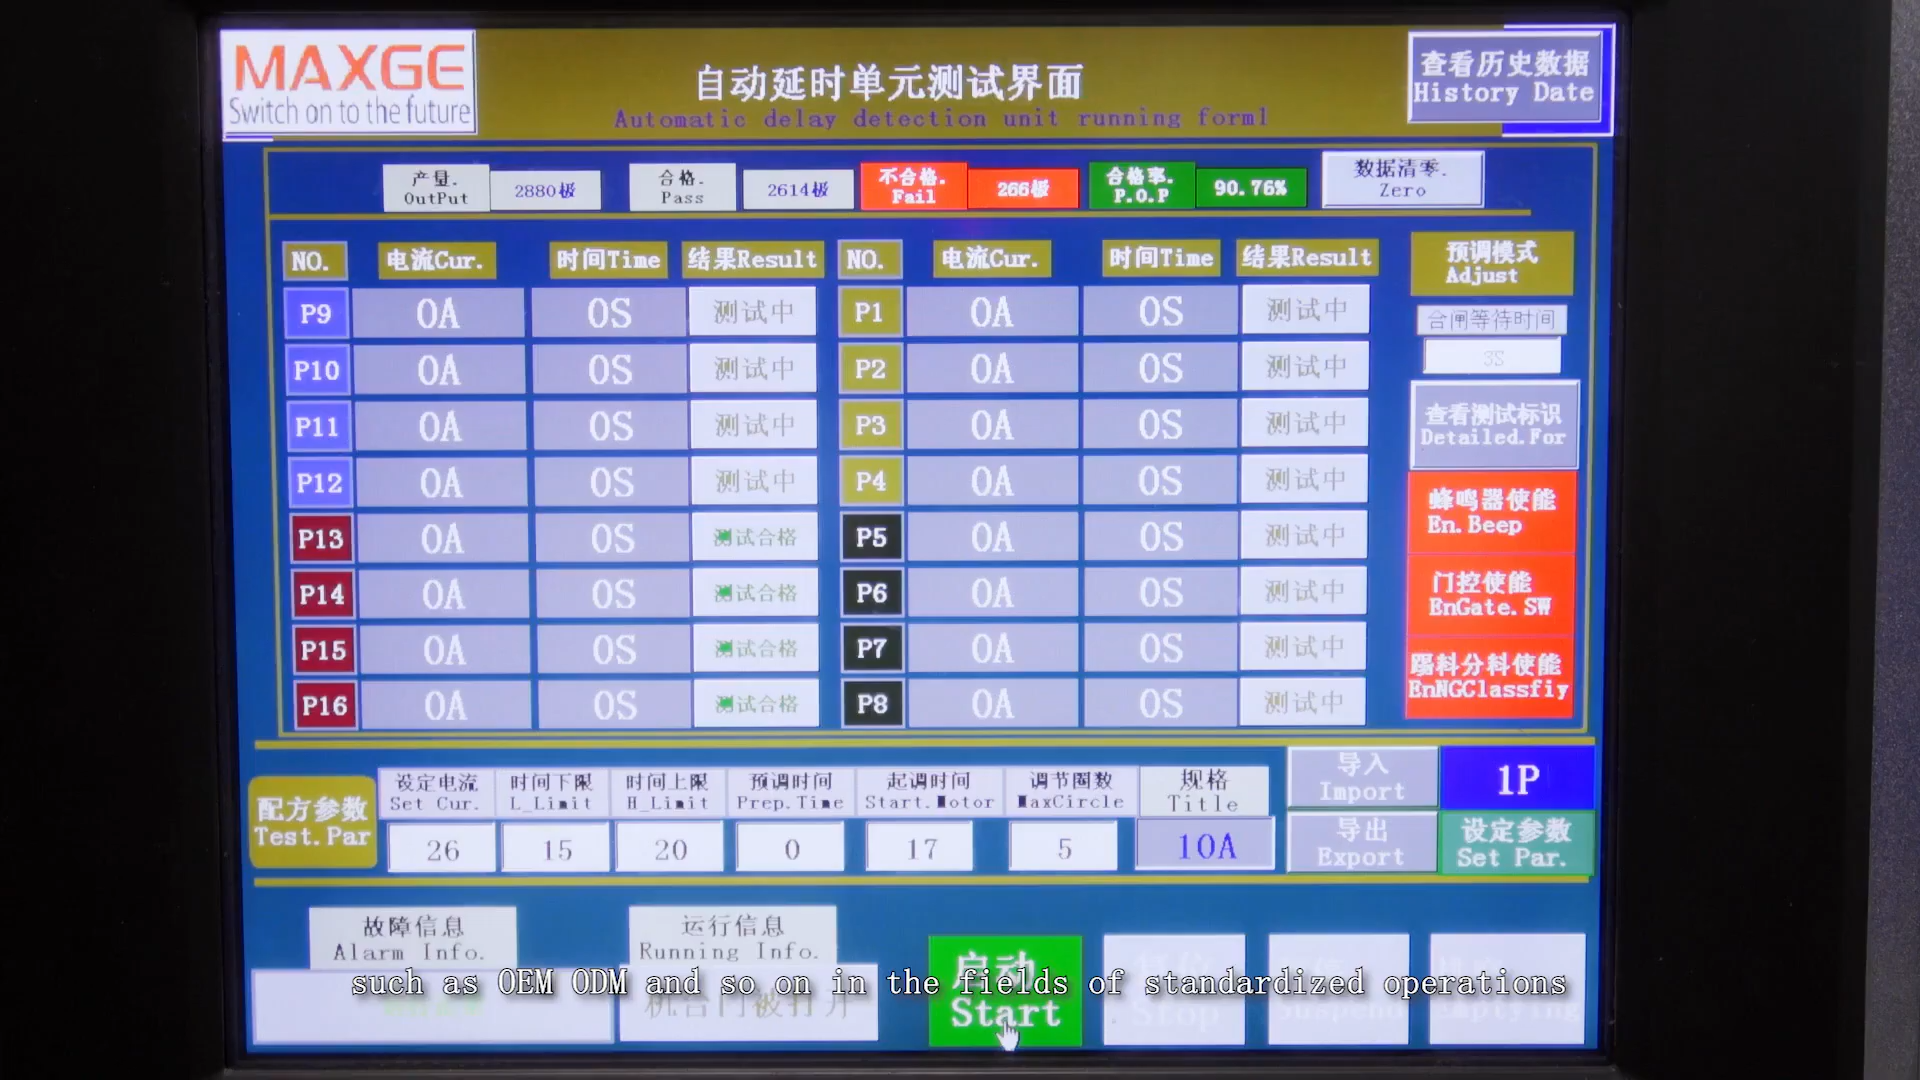 MAXGE
Switch on to the future
自动延时单元测试界面
Automatic delay detection unit running form1
查看历史数据
History Date
产量.
OutPut
2880极
合格.
Pass
2614极
不合格.
Fail
266极
合格率.
P.O.P
90.76%
数据清零.
Zero
NO. 电流Cur. 时间Time 结果Result NO. 电流Cur. 时间Time 结果Result
P9 0A 0S 测试中 P1 0A 0S 测试中
P10 0A 0S 测试中 P2 0A 0S 测试中
P11 0A 0S 测试中 P3 0A 0S 测试中
P12 0A 0S 测试中 P4 0A 0S 测试中
P13 0A 0S 测试合格 P5 0A 0S 测试中
P14 0A 0S 测试合格 P6 0A 0S 测试中
P15 0A 0S 测试合格 P7 0A 0S 测试中
P16 0A 0S 测试合格 P8 0A 0S 测试中
预调模式
Adjust
合闸等待时间
3S
查看测试标识
Detailed.For
蜂鸣器使能
En.Beep
门控使能
EnGate.SW
踢料分料使能
EnNGClassfiy
配方参数
Test.Par
设定电流
Set Cur.
26
时间下限
L_Limit
15
时间上限
H_Limit
20
预调时间
Prep.Time
0
起调时间
Start.Motor
17
调节圈数
MaxCircle
5
规格
Title
10A
导入
Import
导出
Export
1P
设定参数
Set Par.
故障信息
Alarm Info.
运行信息
Running Info.
机台门被打开
启动
Start
Stop
Suspend
Emptying
such as OEM ODM and so on in the fields of standardized operations